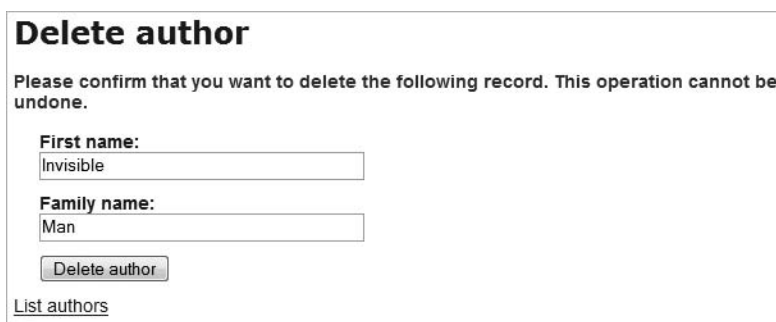 Delete author
Please confirm that you want to delete the following record. This operation cannot be
undone.
First name:
Invisible
Family name:
Man
Delete author
List authors